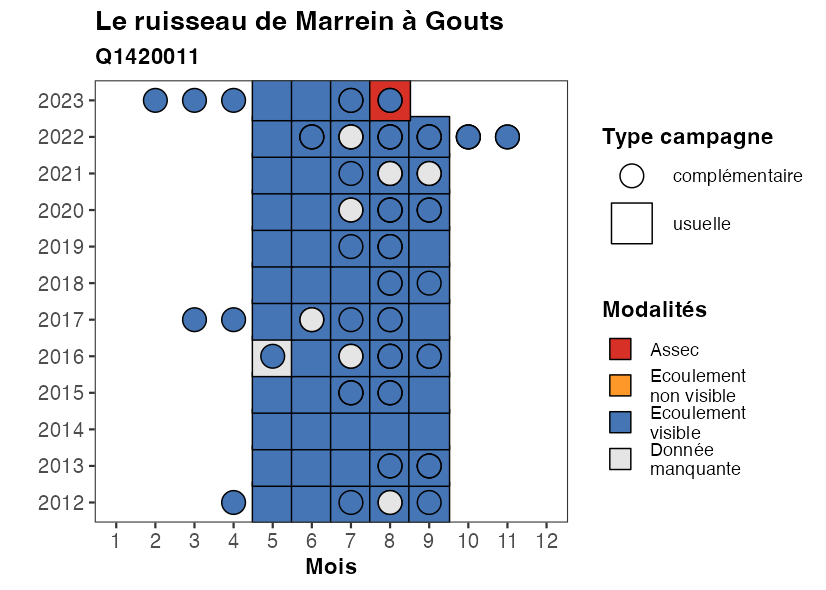 Le ruisseau de Marrein à Gouts
Q1420011
2023
2022
2021
2020
2019
2018
2017
2016
2015
2014
2013
2012
1 2 3 4 5 6 7 8 9 10 11 12
Mois
Type campagne
complémentaire
usuelle
Modalités
Assec
Ecoulement
non visible
Ecoulement
visible
Donnée
manquante